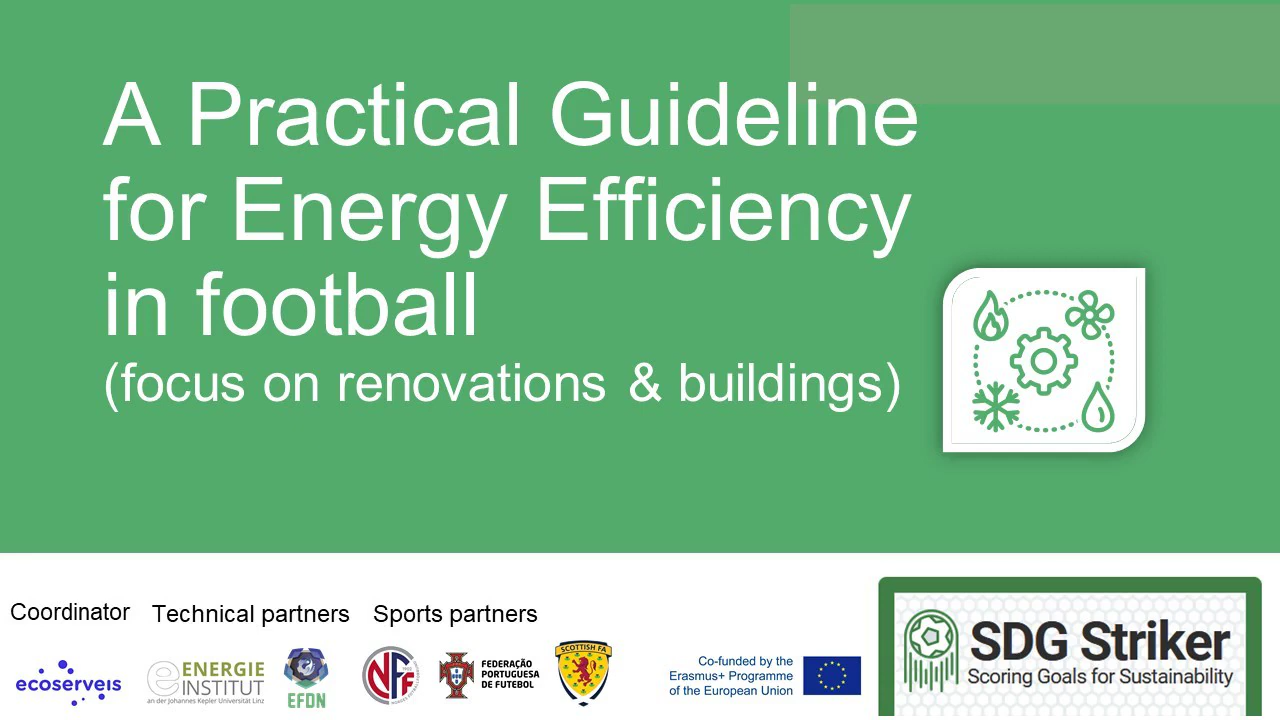 A Practical Guideline
for Energy Efficiency
in football
(focus on renovations & buildings)
Coordinator
Technical partners
Sports partners
ecoserveis
e ENERGIE
INSTITUT
an der Johannes Kepler Universität Linz
EFDN
NFF
FEDERAÇÃO
PORTUGUESA
DE FUTEBOL
SCOTTISH FA
Co-funded by the
Erasmus+ Programme
of the European Union
SDG Striker
Scoring Goals for Sustainability